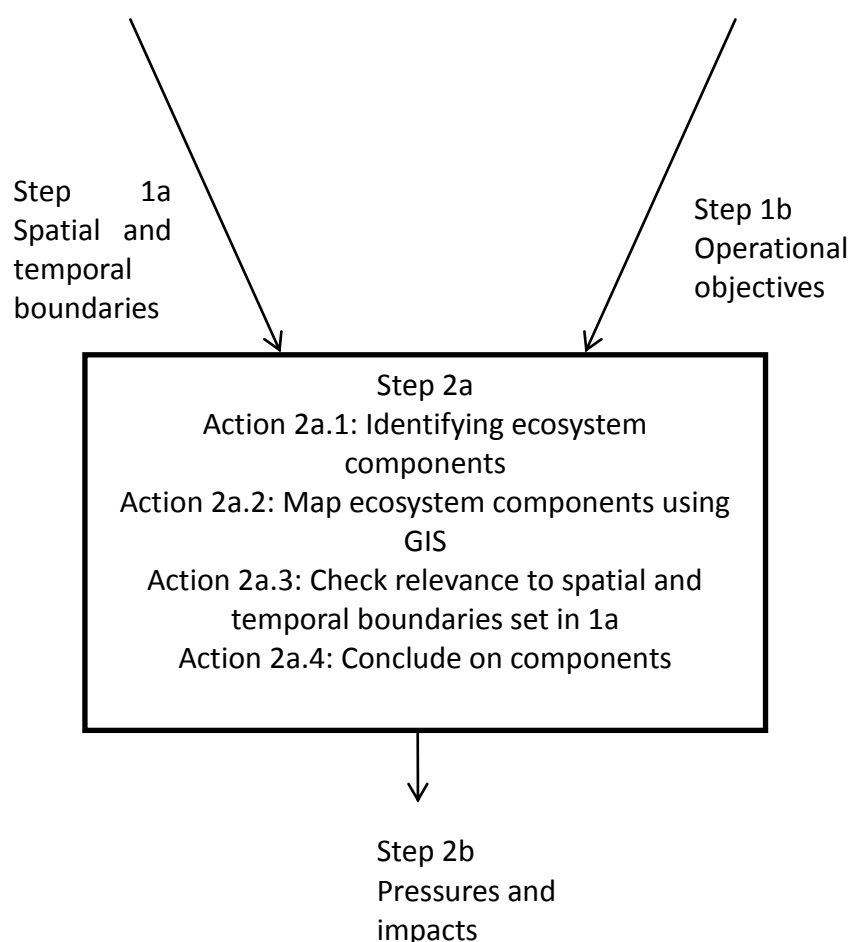 Step 1a
Spatial and
temporal
boundaries
Step 1b
Operational
objectives
Step 2a
Action 2a.1: Identifying ecosystem
components
Action 2a.2: Map ecosystem components using
GIS
Action 2a.3: Check relevance to spatial and
temporal boundaries set in 1a
Action 2a.4: Conclude on components
Step 2b
Pressures and
impacts